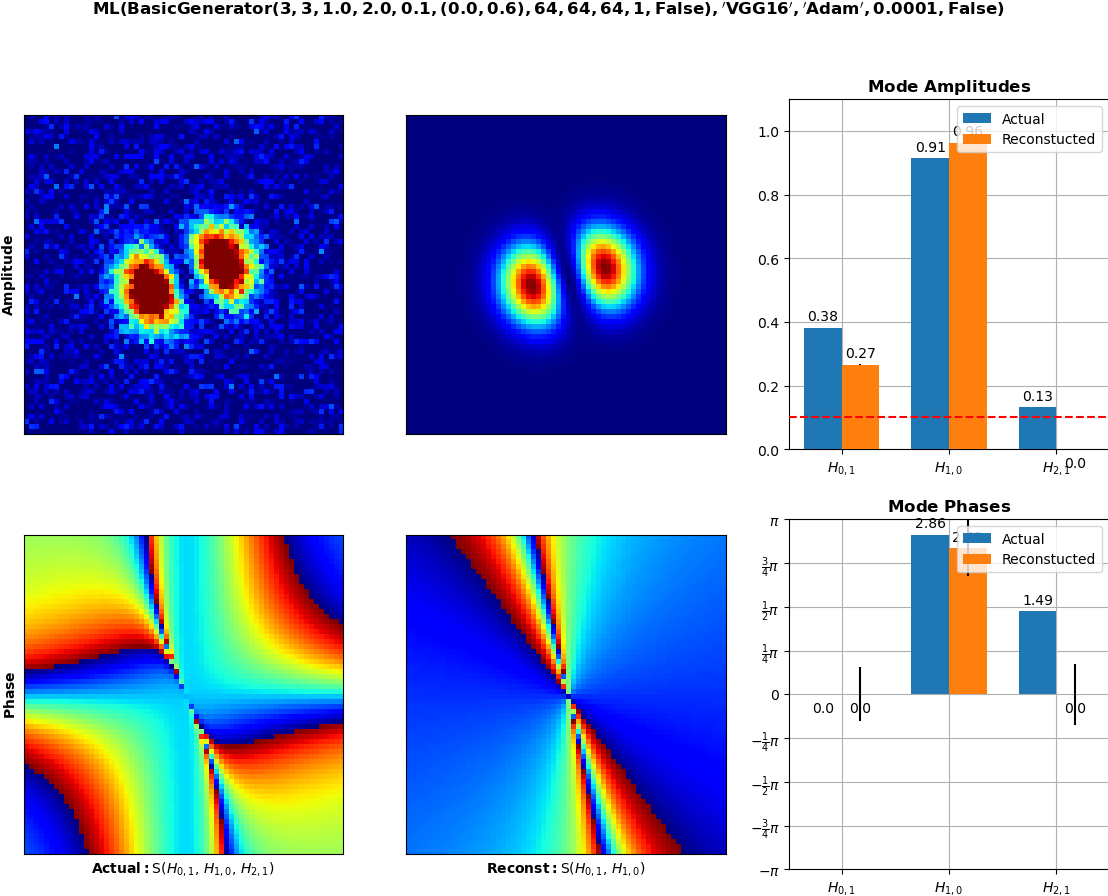 ML(BasicGenerator(3, 3, 1.0, 2.0, 0.1, (0.0, 0.6), 64, 64, 64, 1, False), ′VGG16′, ′Adam′, 0.0001, False)
Amplitude
Mode Amplitudes
Actual
Reconstucted
1.0
0.8
0.6
0.4
0.2
0.0
0.38
0.27
0.91
0.96
0.13
0.0
H0, 1
H1, 0
H2, 1
Phase
Actual: S(H0, 1, H1, 0, H2, 1)
Reconst: S(H0, 1, H1, 0)
Mode Phases
Actual
Reconstucted
π
3/4π
1/2π
1/4π
0
−1/4π
−1/2π
−3/4π
−π
0.0
0.0
2.86
1.49
0.0
H0, 1
H1, 0
H2, 1